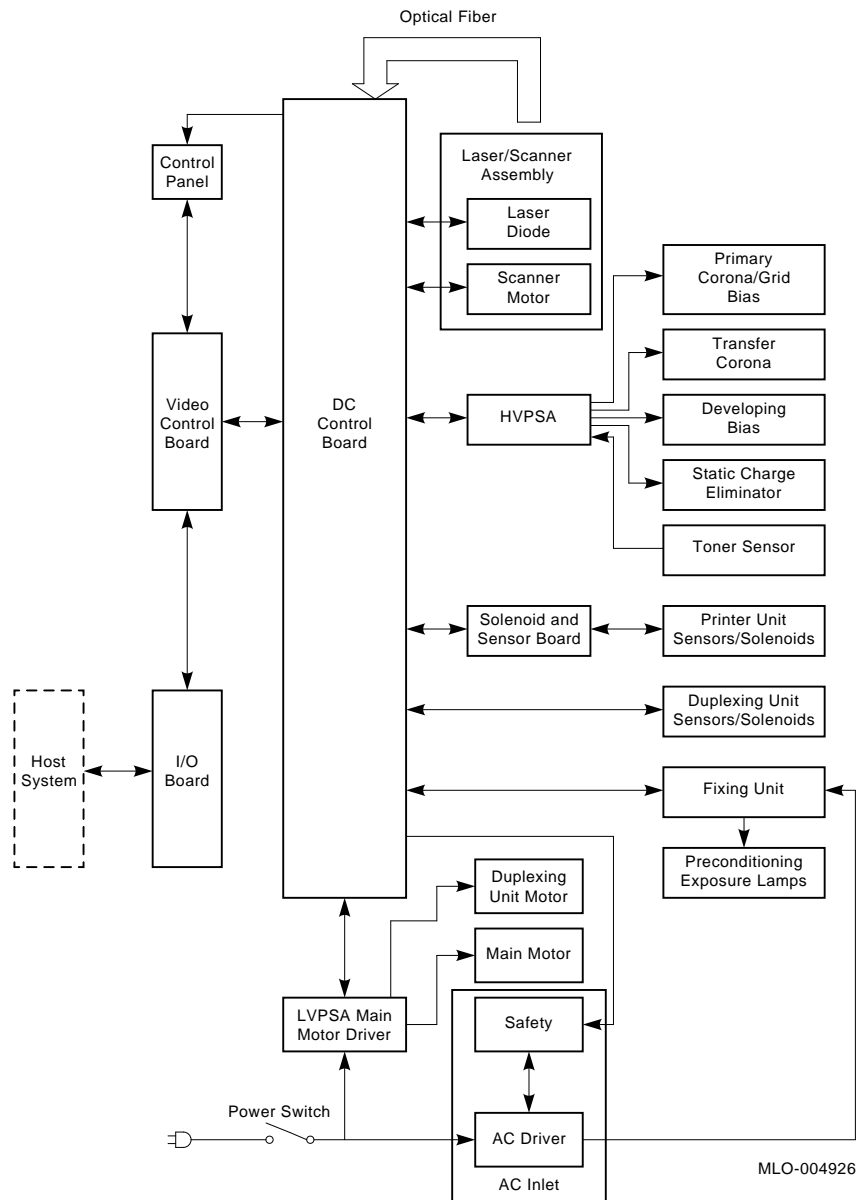 Optical Fiber
Control
Panel
Laser/Scanner
Assembly
Laser
Diode
Scanner
Motor
Primary
Corona/Grid
Bias
Transfer
Corona
Video
Control
Board
DC
Control
Board
HVPSA
Developing
Bias
Static Charge
Eliminator
Toner Sensor
Solenoid and
Sensor Board
Printer Unit
Sensors/Solenoids
Duplexing Unit
Sensors/Solenoids
Host
System
I/O
Board
Fixing Unit
Preconditioning
Exposure Lamps
Duplexing
Unit Motor
Main Motor
LVPSA Main
Motor Driver
Safety
Power Switch
AC Driver
AC Inlet
MLO-004926